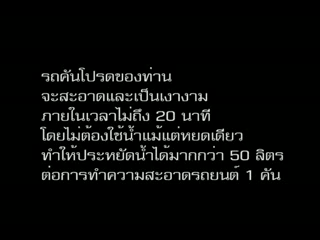 รถคันโปรดของท่าน
จะสะอาดและเป็นเงางาม
ภายในเวลาไม่ถึง 20 นาที
โดยไม่ต้องใช้น้ำแม้แต่หยดเดียว
ทำให้ประหยัดน้ำได้มากกว่า 50 ลิตร
ต่อการทำความสะอาดรถยนต์ 1 คัน